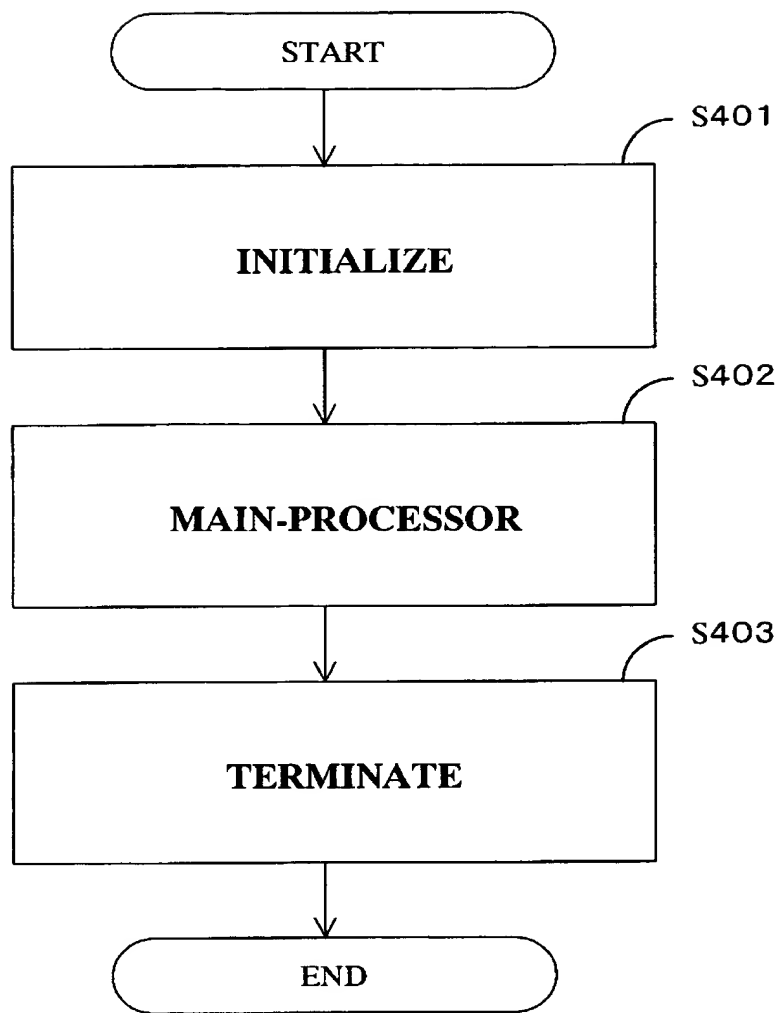 START
S401
INITIALIZE
S402
MAIN-PROCESSOR
S403
TERMINATE
END